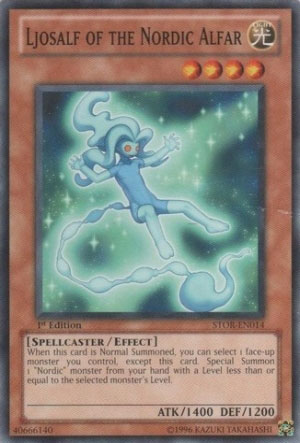 LJOSALF OF THE NORDIC ALFAR
光
1st Edition
STOR-EN014
[SPELLCASTER / EFFECT]
When this card is Normal Summoned, you can select 1 face-up
monster you control, except this card. Special Summon
1 "Nordic" monster from your hand with a Level less than or
equal to the selected monster's Level.
ATK/1400 DEF/1200
40666140
©1996 KAZUKI TAKAHASHI